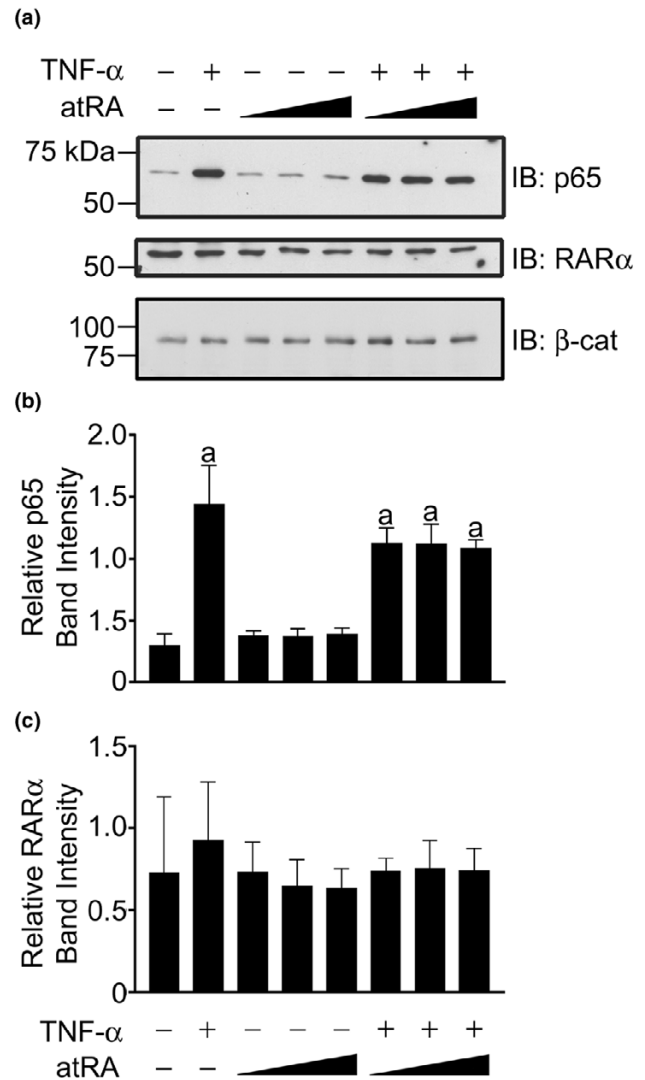 (a)
TNF-α – + – – – + + +
atRA – –
75 kDa
50
IB: p65
50
IB: RARα
100
75
IB: β-cat
(b)
Relative p65
Band Intensity
2.0
1.5
1.0
1.5
0
a
a
a
a
(c)
Relative RARα
Band Intensity
1.5
1.0
0.5
0
TNF-α – + – – – + + +
atRA – –